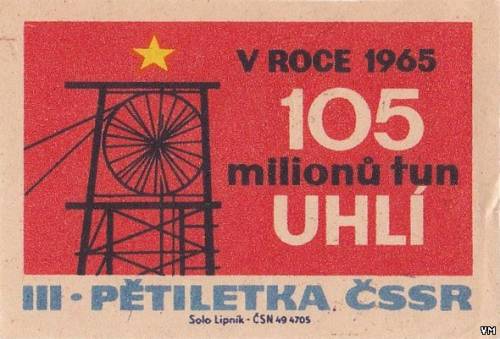 V ROCE 1965
105
milionů tun
UHLÍ
III · PĚTILETKA ČSSR
Solo Lipník · ČSN 49 4705
VM